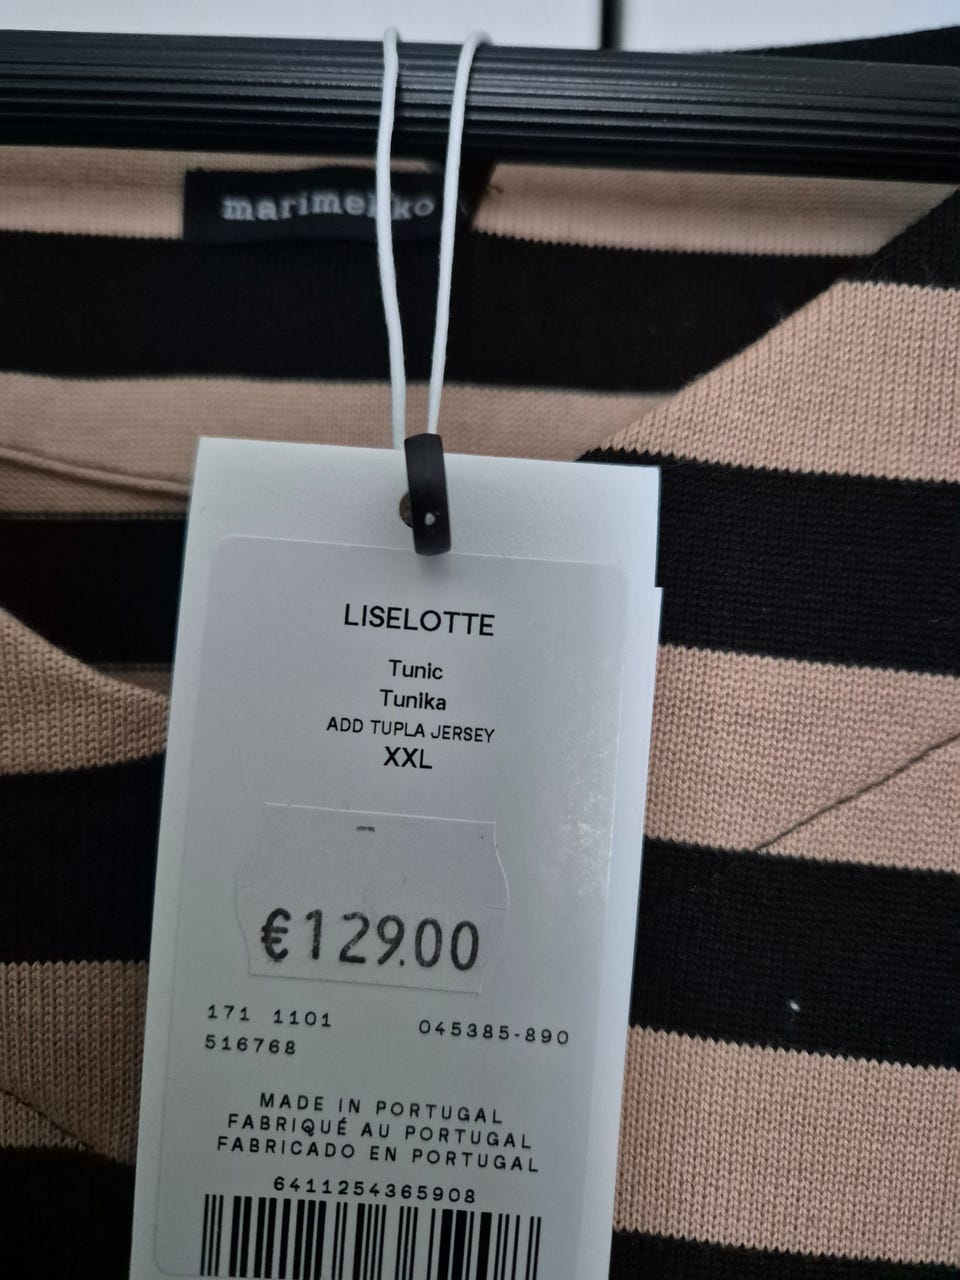 marimekko
LISELOTTE
Tunic
Tunika
ADD TUPLA JERSEY
XXL
€129.00
171 1101 045385-890
516768
MADE IN PORTUGAL
FABRIQUÉ AU PORTUGAL
FABRICADO EN PORTUGAL
6411254365908